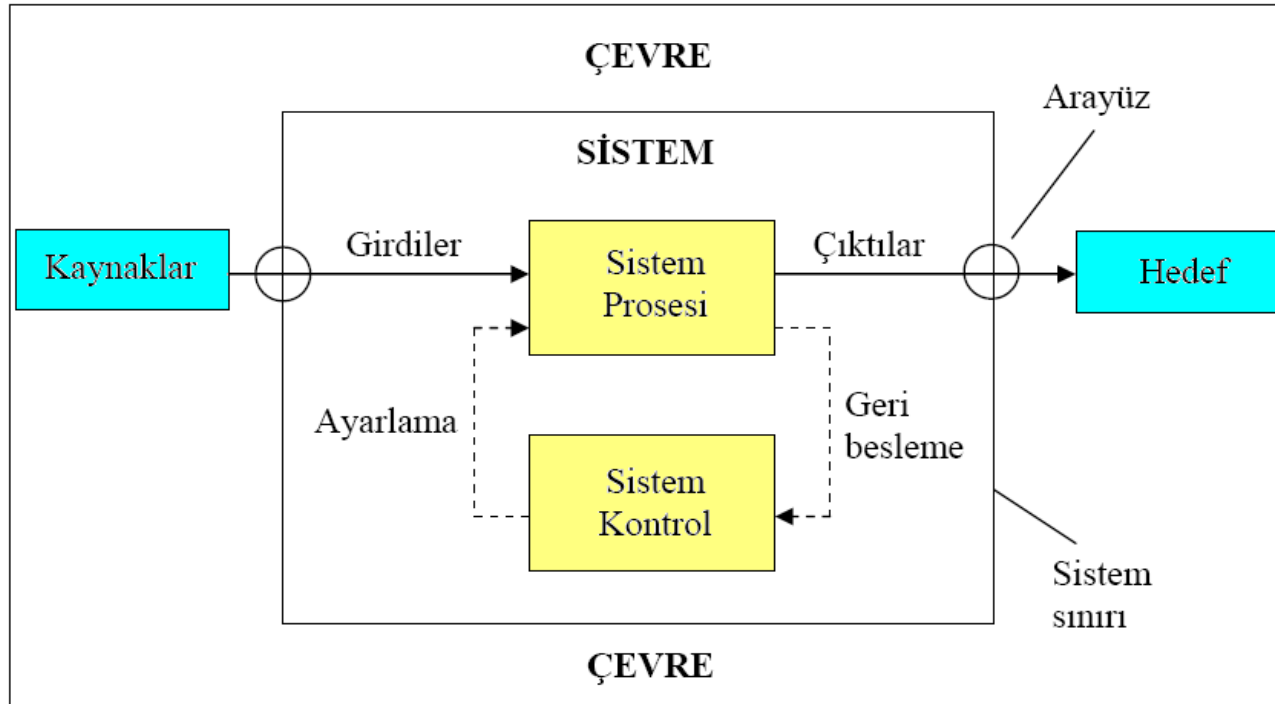 ÇEVRE
Arayüz
SİSTEM
Kaynaklar
Girdiler
Sistem
Prosesi
Çıktılar
Hedef
Ayarlama
Geri
besleme
Sistem
Kontrol
Sistem
sınırı
ÇEVRE